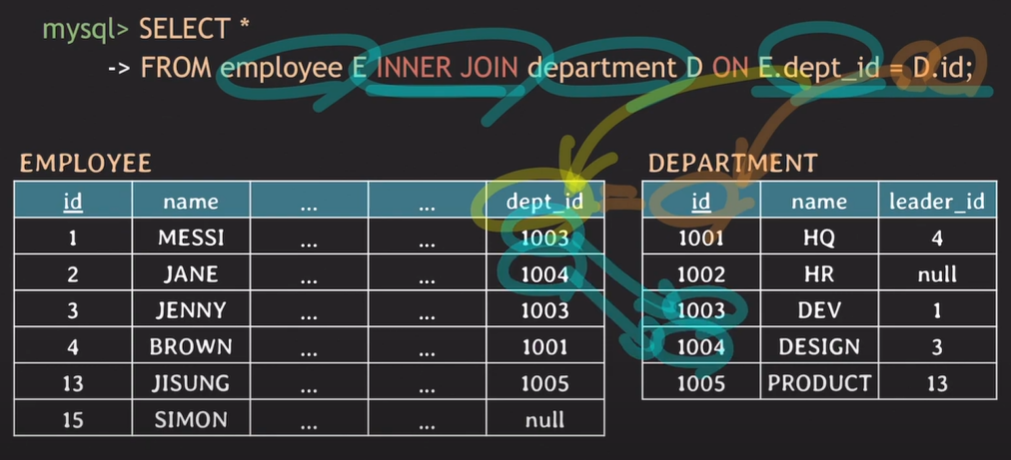 mysql> SELECT *
-> FROM employee E INNER JOIN department D ON E.dept_id = D.id;
EMPLOYEE
id name ... ... dept_id
1 MESSI ... ... 1003
2 JANE ... ... 1004
3 JENNY ... ... 1003
4 BROWN ... ... 1001
13 JISUNG ... ... 1005
15 SIMON ... ... null
DEPARTMENT
id name leader_id
1001 HQ 4
1002 HR null
1003 DEV 1
1004 DESIGN 3
1005 PRODUCT 13